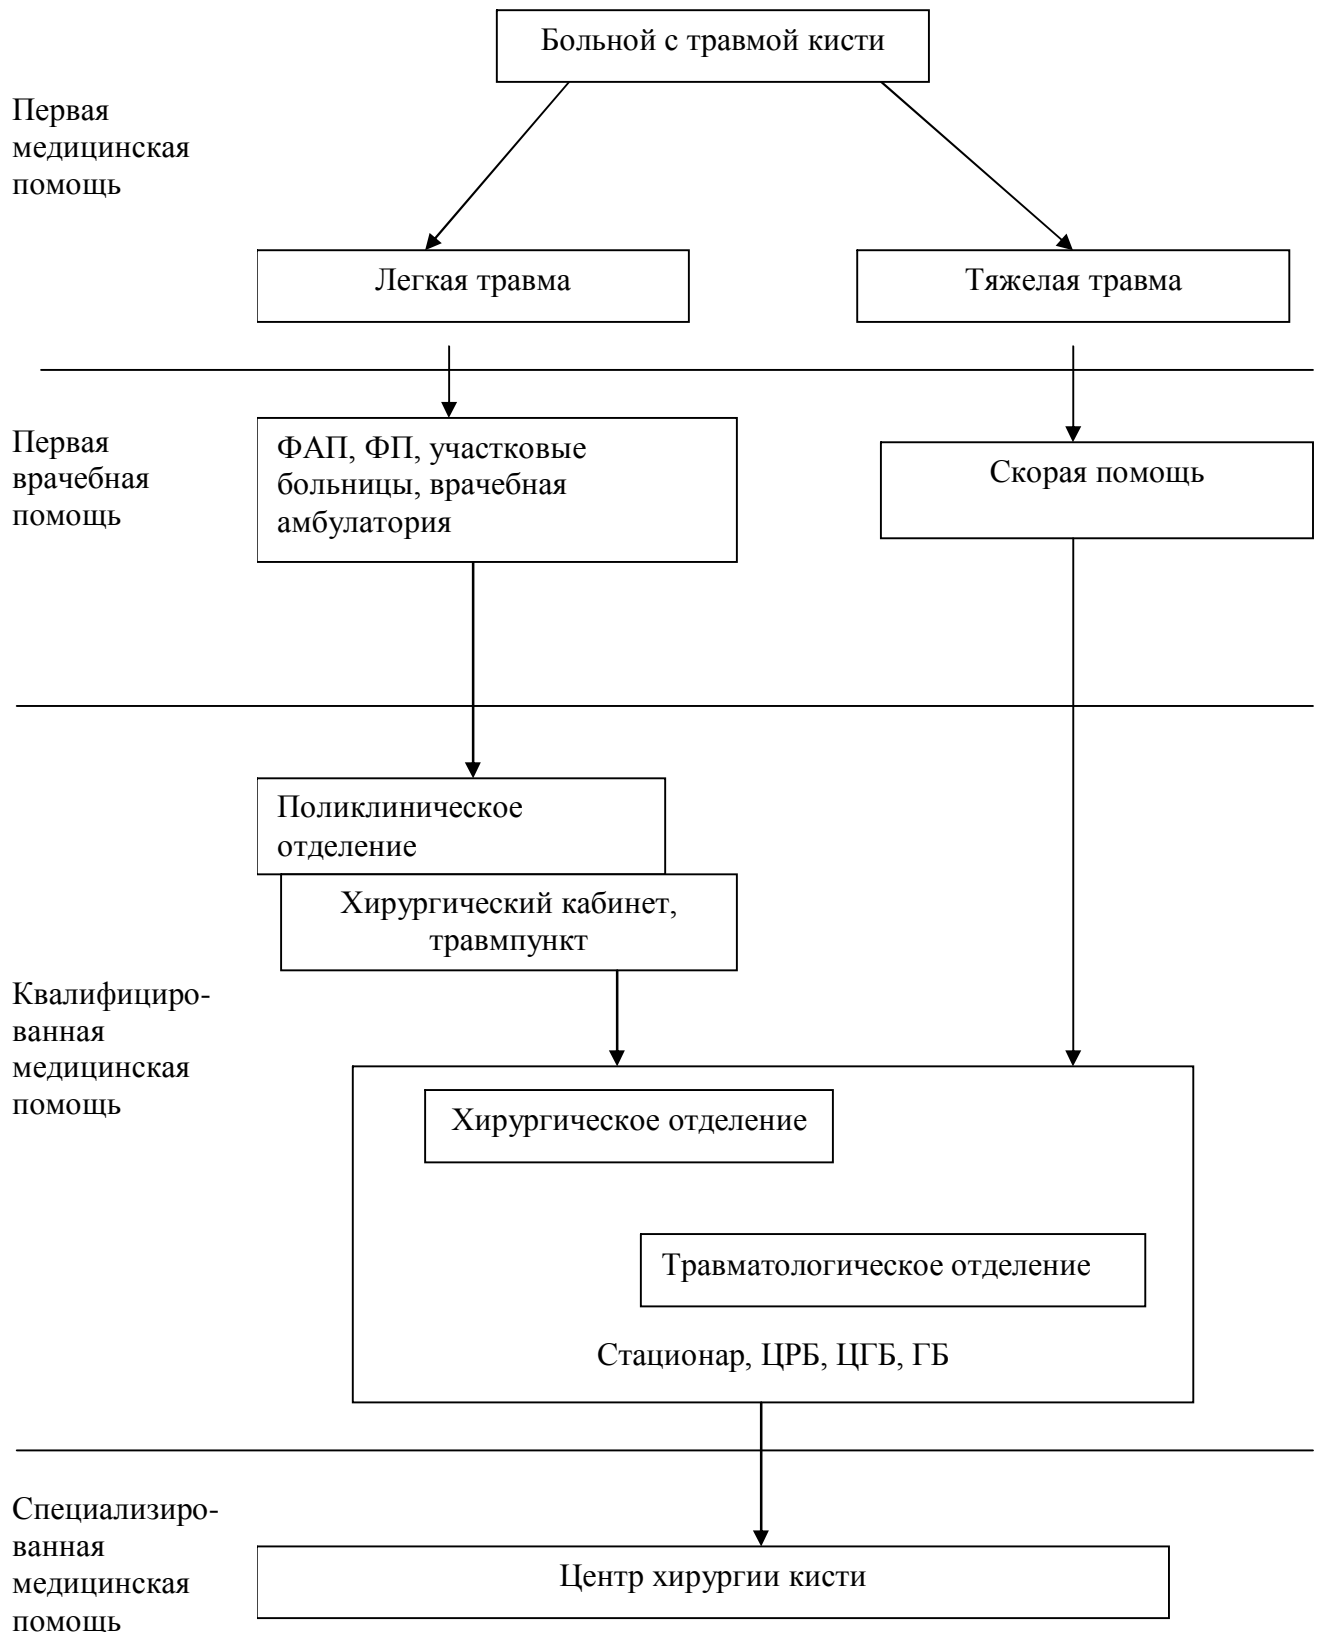 Больной с травмой кисти
Первая
медицинская
помощь
Легкая травма
Тяжелая травма
Первая
врачебная
помощь
ФАП, ФП, участковые
больницы, врачебная
амбулатория
Скорая помощь
Поликлиническое
отделение
Хирургический кабинет,
травмпункт
Квалифициро-
ванная
медицинская
помощь
Хирургическое отделение
Травматологическое отделение
Стационар, ЦРБ, ЦГБ, ГБ
Специализиро-
ванная
медицинская
помощь
Центр хирургии кисти